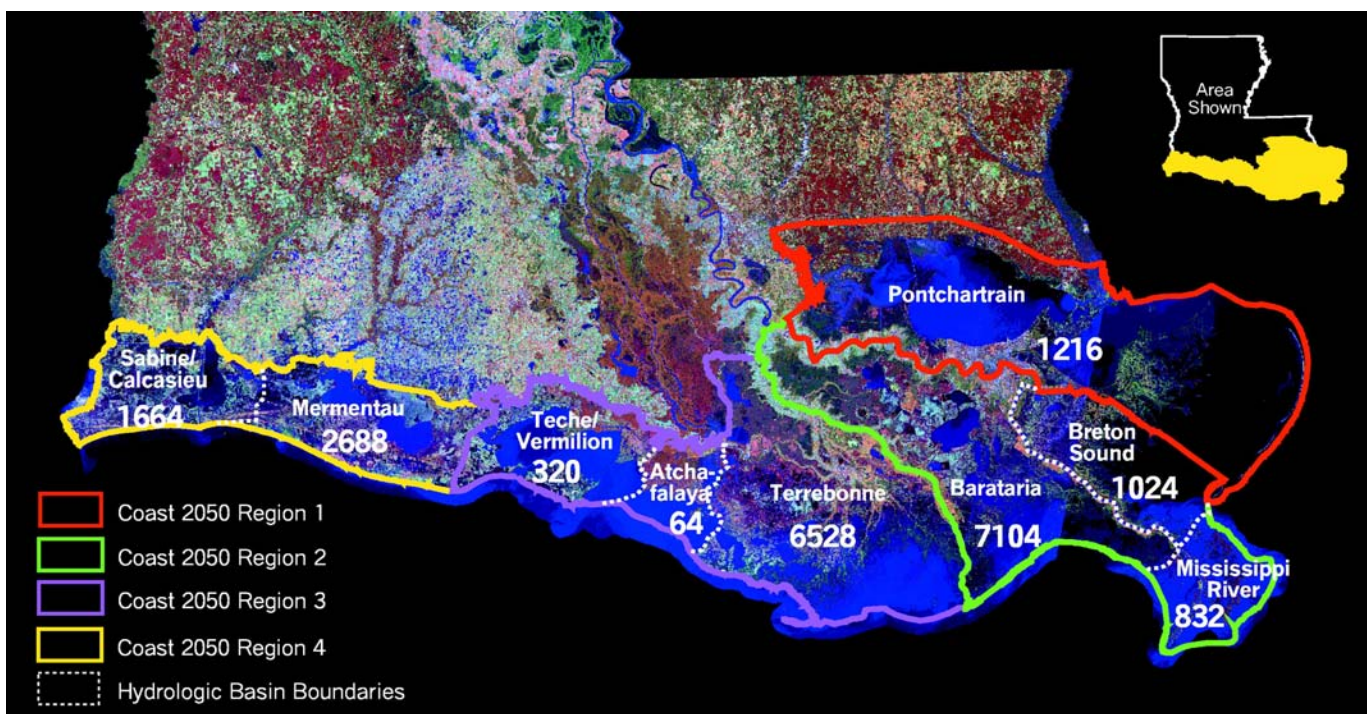 Area
Shown
Pontchartrain
1216
Sabine/
Calcasieu
1664
Mermentau
2688
Teche/
Vermilion
320
Atcha-
falaya
64
Terrebonne
6528
Barataria
7104
Breton
Sound
1024
Mississippi
River
832
Coast 2050 Region 1
Coast 2050 Region 2
Coast 2050 Region 3
Coast 2050 Region 4
Hydrologic Basin Boundaries